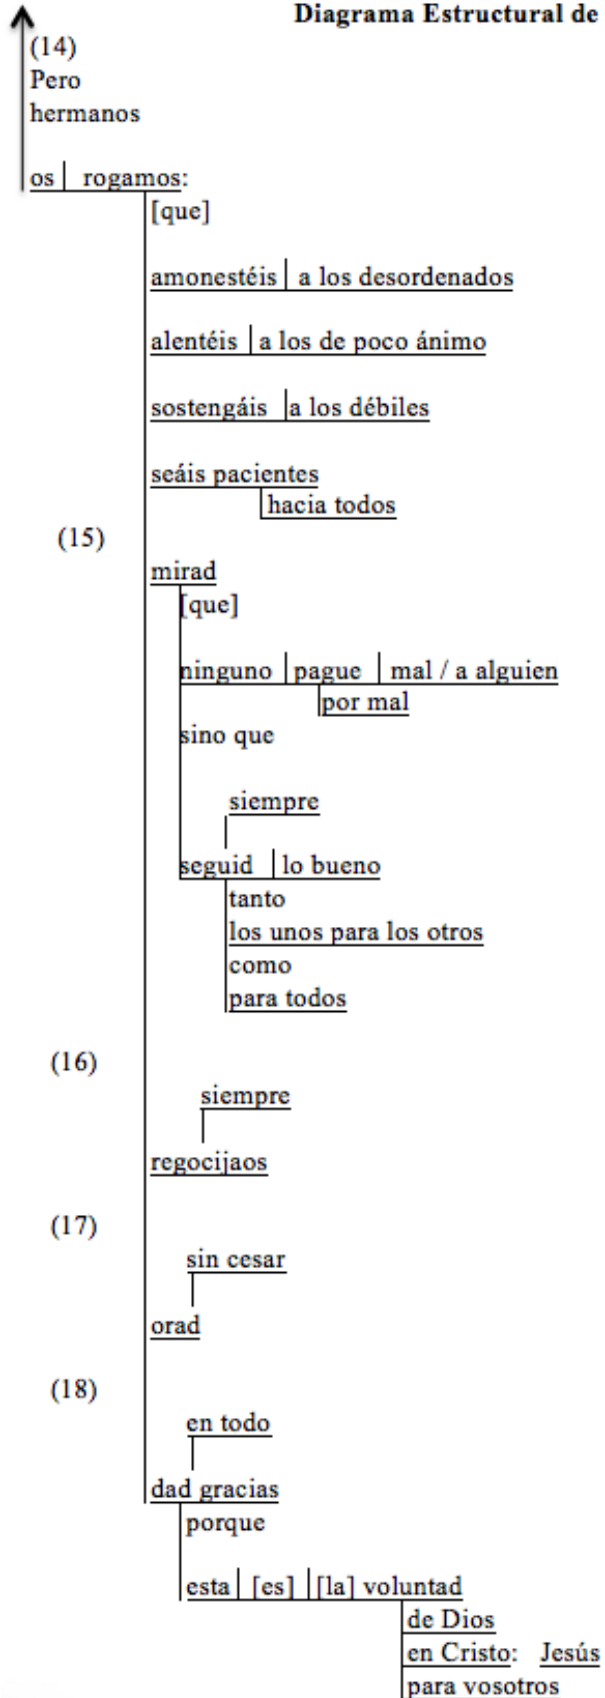 Diagrama Estructural de
(14)
Pero
hermanos
os rogamos:
[que]
amonestéis a los desordenados
alentéis a los de poco ánimo
sostengáis a los débiles
seáis pacientes
hacia todos
(15)
mirad
[que]
ninguno pague mal / a alguien
por mal
sino que
siempre
seguid lo bueno
tanto
los unos para los otros
como
para todos
(16)
siempre
regocijaos
(17)
sin cesar
orad
(18)
en todo
dad gracias
porque
esta [es] [la] voluntad
de Dios
en Cristo: Jesús
para vosotros